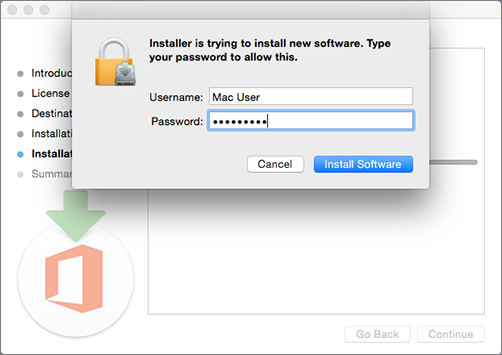 Installer is trying to install new software. Type
your password to allow this.
Username: Mac User
Password: •••••••••
Cancel
Install Software
Introduc
License
Destinat
Installati
Installat
Summar
Go Back
Continue